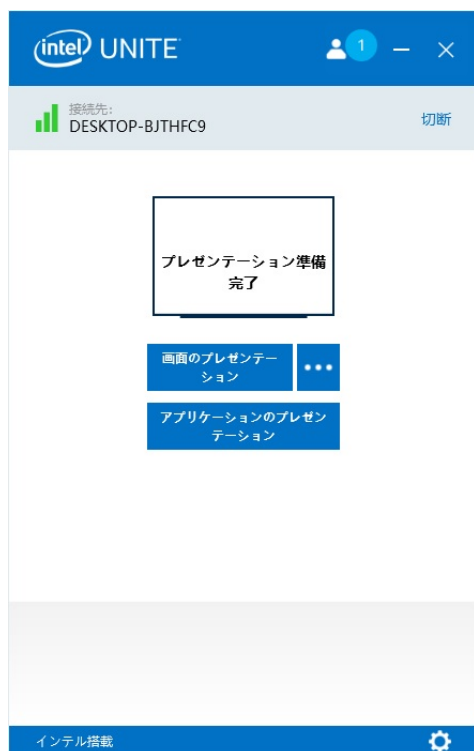 intel UNITE
1
接続先:
DESKTOP-BJTHFC9
切断
プレゼンテーション準備
完了
画面のプレゼンテー
ション
アプリケーションのプレゼン
テーション
インテル搭載